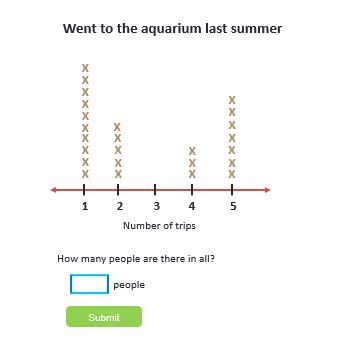 Went to the aquarium last summer
X
X
X
X X
X X
X X X
X X X
X X X X
X X X X
X X X X
1 2 3 4 5
Number of trips
How many people are there in all?
people
Submit